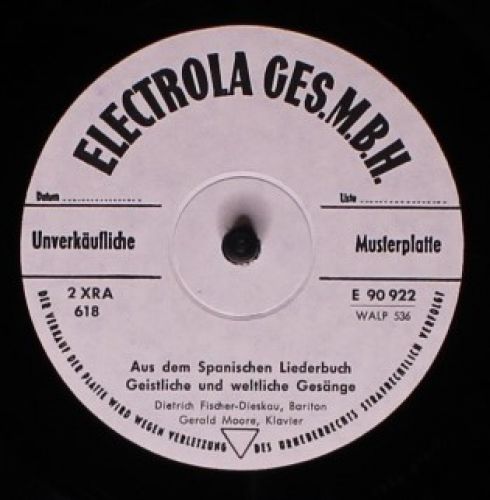 ELECTROLA GES.M.B.H.
Datum ............... Liste ...............
Unverkäufliche Musterplatte
2 XRA E 90 922
618 WALP 536
Aus dem Spanischen Liederbuch
Geistliche und weltliche Gesänge
Dietrich Fischer-Dieskau, Bariton
Gerald Moore, Klavier
DER VERKAUF DER PLATTE WIRD WEGEN VERLETZUNG DES URHEBERRECHTS STRAFRECHTLICH VERFOLGT